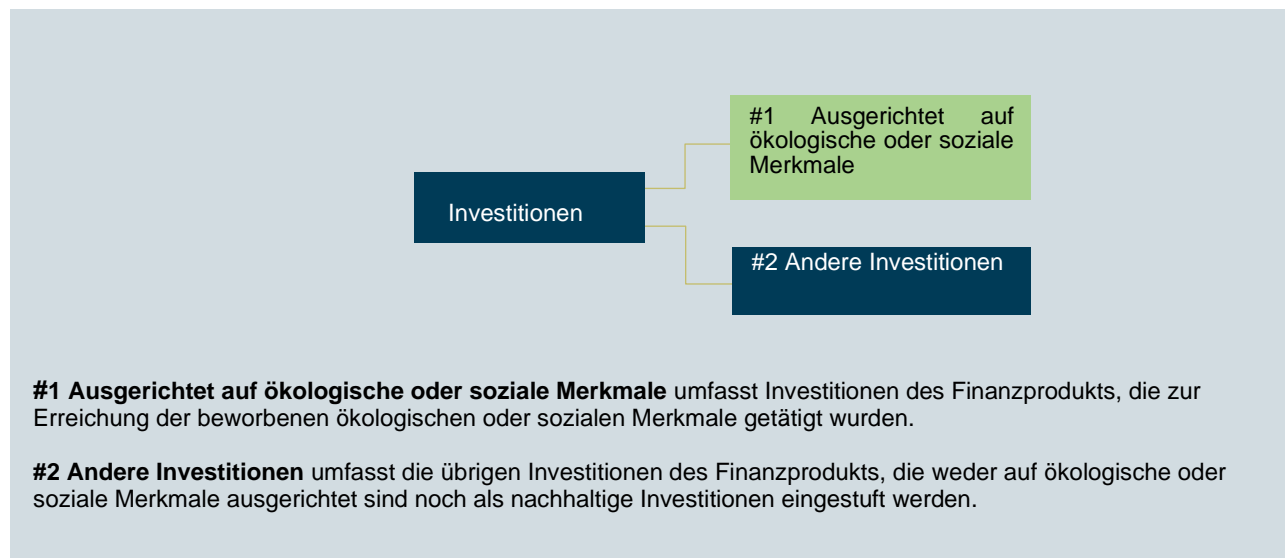 #1 Ausgerichtet auf
ökologische oder soziale
Merkmale
Investitionen
#2 Andere Investitionen
#1 Ausgerichtet auf ökologische oder soziale Merkmale umfasst Investitionen des Finanzprodukts, die zur
Erreichung der beworbenen ökologischen oder sozialen Merkmale getätigt wurden.
#2 Andere Investitionen umfasst die übrigen Investitionen des Finanzprodukts, die weder auf ökologische oder
soziale Merkmale ausgerichtet sind noch als nachhaltige Investitionen eingestuft werden.